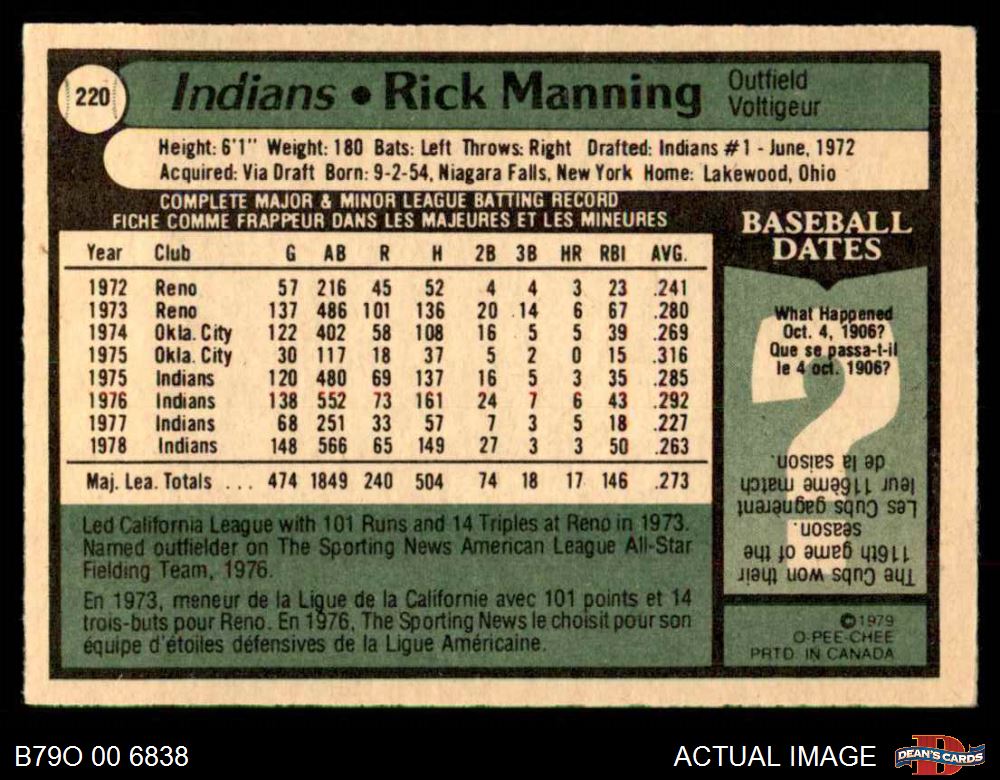 220
Indians • Rick Manning
Outfield
Voltigeur
Height: 6'1" Weight: 180 Bats: Left Throws: Right Drafted: Indians #1 - June, 1972
Acquired: Via Draft Born: 9-2-54, Niagara Falls, New York Home: Lakewood, Ohio
COMPLETE MAJOR & MINOR LEAGUE BATTING RECORD
FICHE COMME FRAPPEUR DANS LES MAJEURES ET LES MINEURES
Year Club G AB R H 2B 3B HR RBI AVG.
1972 Reno 57 216 45 52 4 4 3 23 .241
1973 Reno 137 486 101 136 20 14 6 67 .280
1974 Okla. City 122 402 58 108 16 5 5 39 .269
1975 Okla. City 30 117 18 37 5 2 0 15 .316
1975 Indians 120 480 69 137 16 5 3 35 .285
1976 Indians 138 552 73 161 24 7 6 43 .292
1977 Indians 68 251 33 57 7 3 5 18 .227
1978 Indians 148 566 65 149 27 3 3 50 .263
Maj. Lea. Totals ... 474 1849 240 504 74 18 17 146 .273
Led California League with 101 Runs and 14 Triples at Reno in 1973.
Named outfielder on The Sporting News American League All-Star
Fielding Team, 1976.
En 1973, meneur de la Ligue de la Californie avec 101 points et 14
trois-buts pour Reno. En 1976, The Sporting News le choisit pour son
équipe d'étoiles défensives de la Ligue Américaine.
BASEBALL
DATES
What Happened
Oct. 4, 1906?
Que se passa-t-il
le 4 oct. 1906?
The Cubs won their
116th game of the
season.
Les Cubs gagnerent
leur 116ème match
de la saison.
©1979
O-PEE-CHEE
PRTD. IN CANADA
B79O 00 6838
ACTUAL IMAGE
DEAN'S CARDS